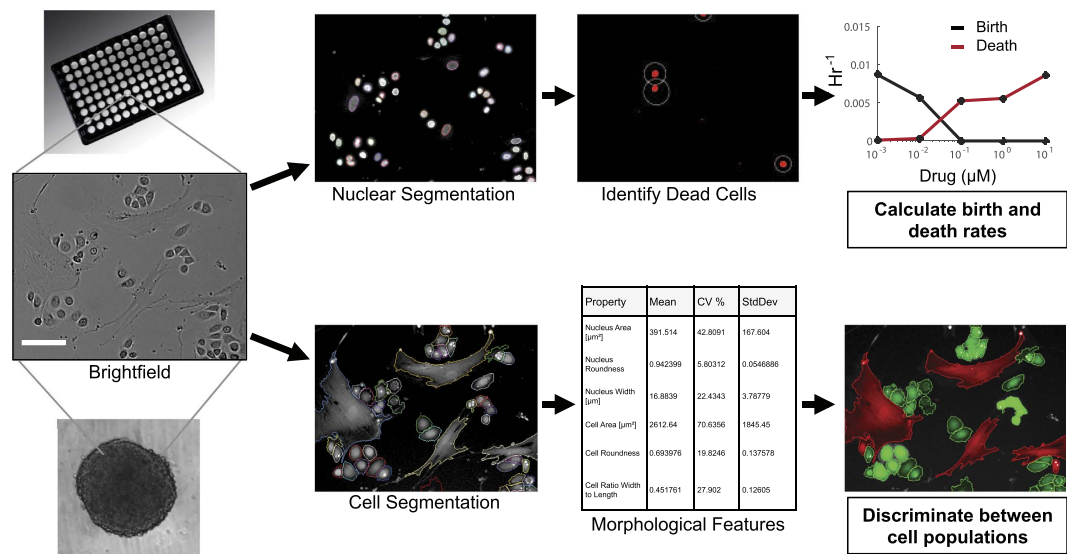 Brightfield
Nuclear Segmentation
Identify Dead Cells
Birth
Death
Hr⁻¹
0.015
0.01
0.005
0
10⁻³ 10⁻² 10⁻¹ 10⁰ 10¹
Drug (µM)
Calculate birth and
death rates
Cell Segmentation
Property Mean CV % StdDev
Nucleus Area
[µm²] 391.514 42.8091 167.604
Nucleus
Roundness 0.942399 5.80312 0.0546886
Nucleus Width
[µm] 16.8839 22.4343 3.78779
Cell Area [µm²] 2612.64 70.6356 1845.45
Cell Roundness 0.693976 19.8246 0.137578
Cell Ratio Width
to Length 0.451761 27.902 0.12605
Morphological Features
Discriminate between
cell populations